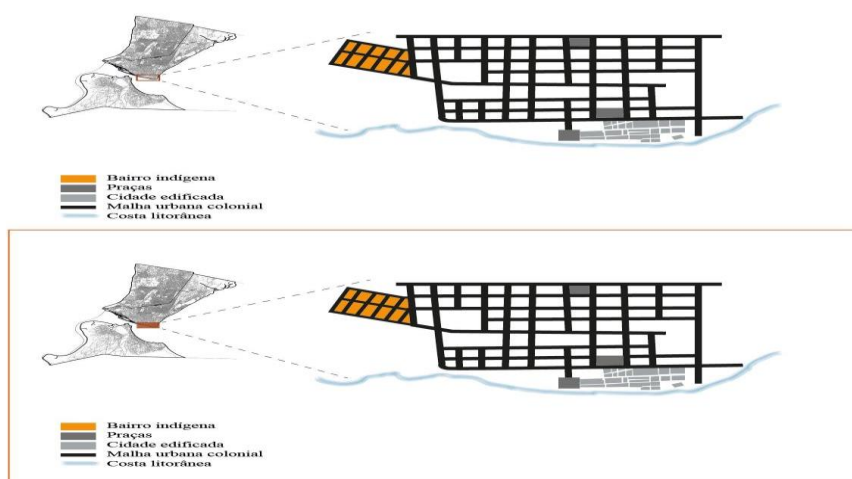 Bairro indígena
Praças
Cidade edificada
Malha urbana colonial
Costa litorânea
Bairro indígena
Praças
Cidade edificada
Malha urbana colonial
Costa litorânea